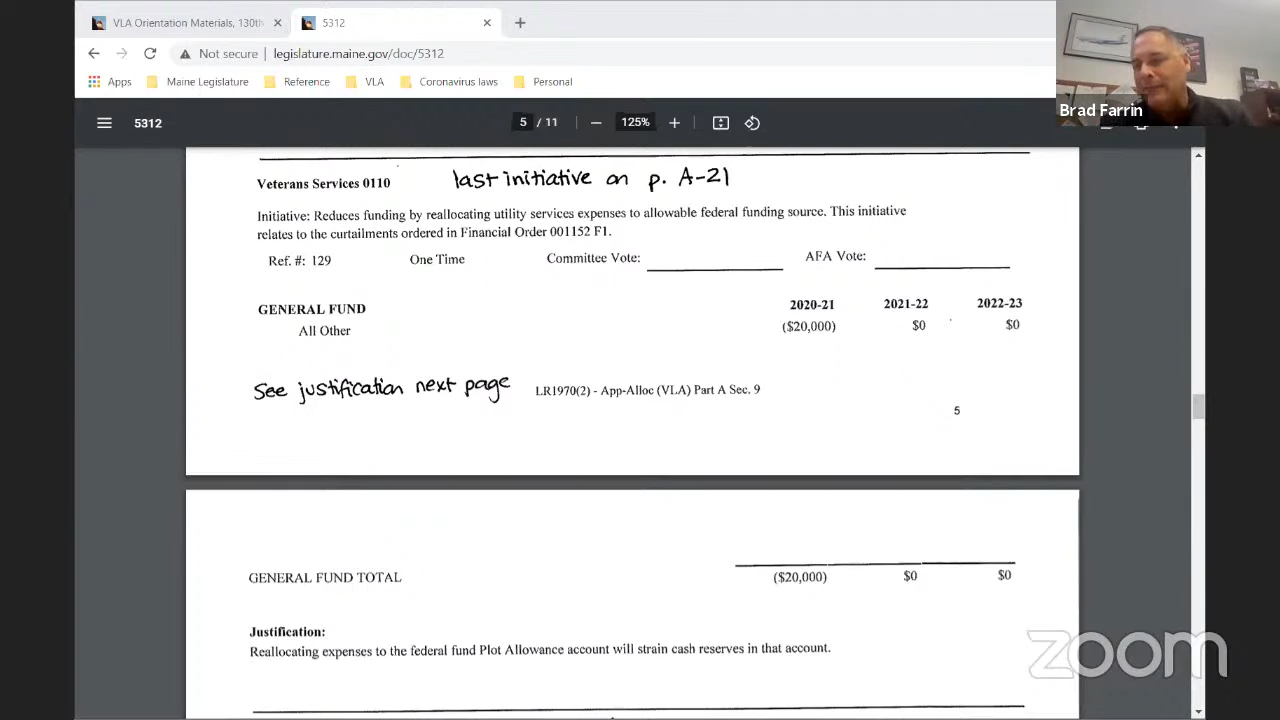 VLA Orientation Materials, 130th
5312
Not secure | legislature.maine.gov/doc/5312
Apps Maine Legislature Reference VLA Coronavirus laws Personal
Brad Farrin
5312 5 / 11 125%
Veterans Services 0110 last initiative on p. A-21
Initiative: Reduces funding by reallocating utility services expenses to allowable federal funding source. This initiative
relates to the curtailments ordered in Financial Order 001152 F1.
Ref. #: 129 One Time Committee Vote: AFA Vote:
GENERAL FUND 2020-21 2021-22 2022-23
All Other ($20,000) $0 $0
See justification next page LR1970(2) - App-Alloc (VLA) Part A Sec. 9
5
GENERAL FUND TOTAL ($20,000) $0 $0
Justification:
Reallocating expenses to the federal fund Plot Allowance account will strain cash reserves in that account.
zoom